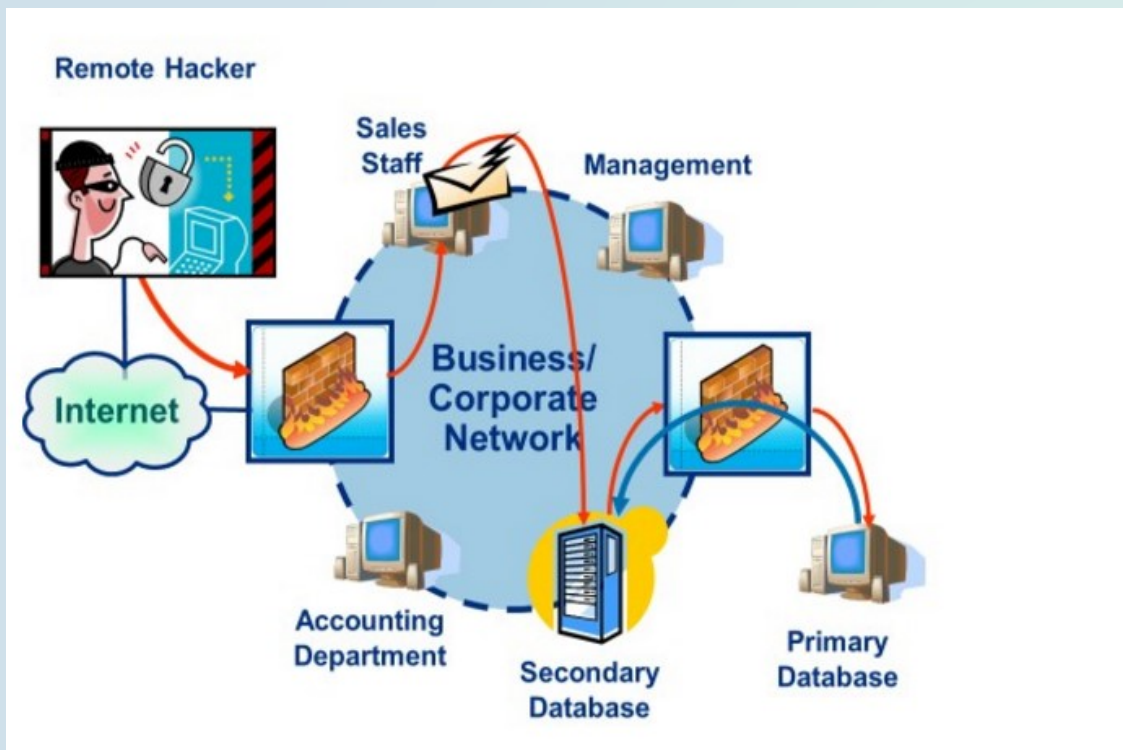 Remote Hacker
Sales
Staff
Management
Internet
Business/
Corporate
Network
Accounting
Department
Secondary
Database
Primary
Database